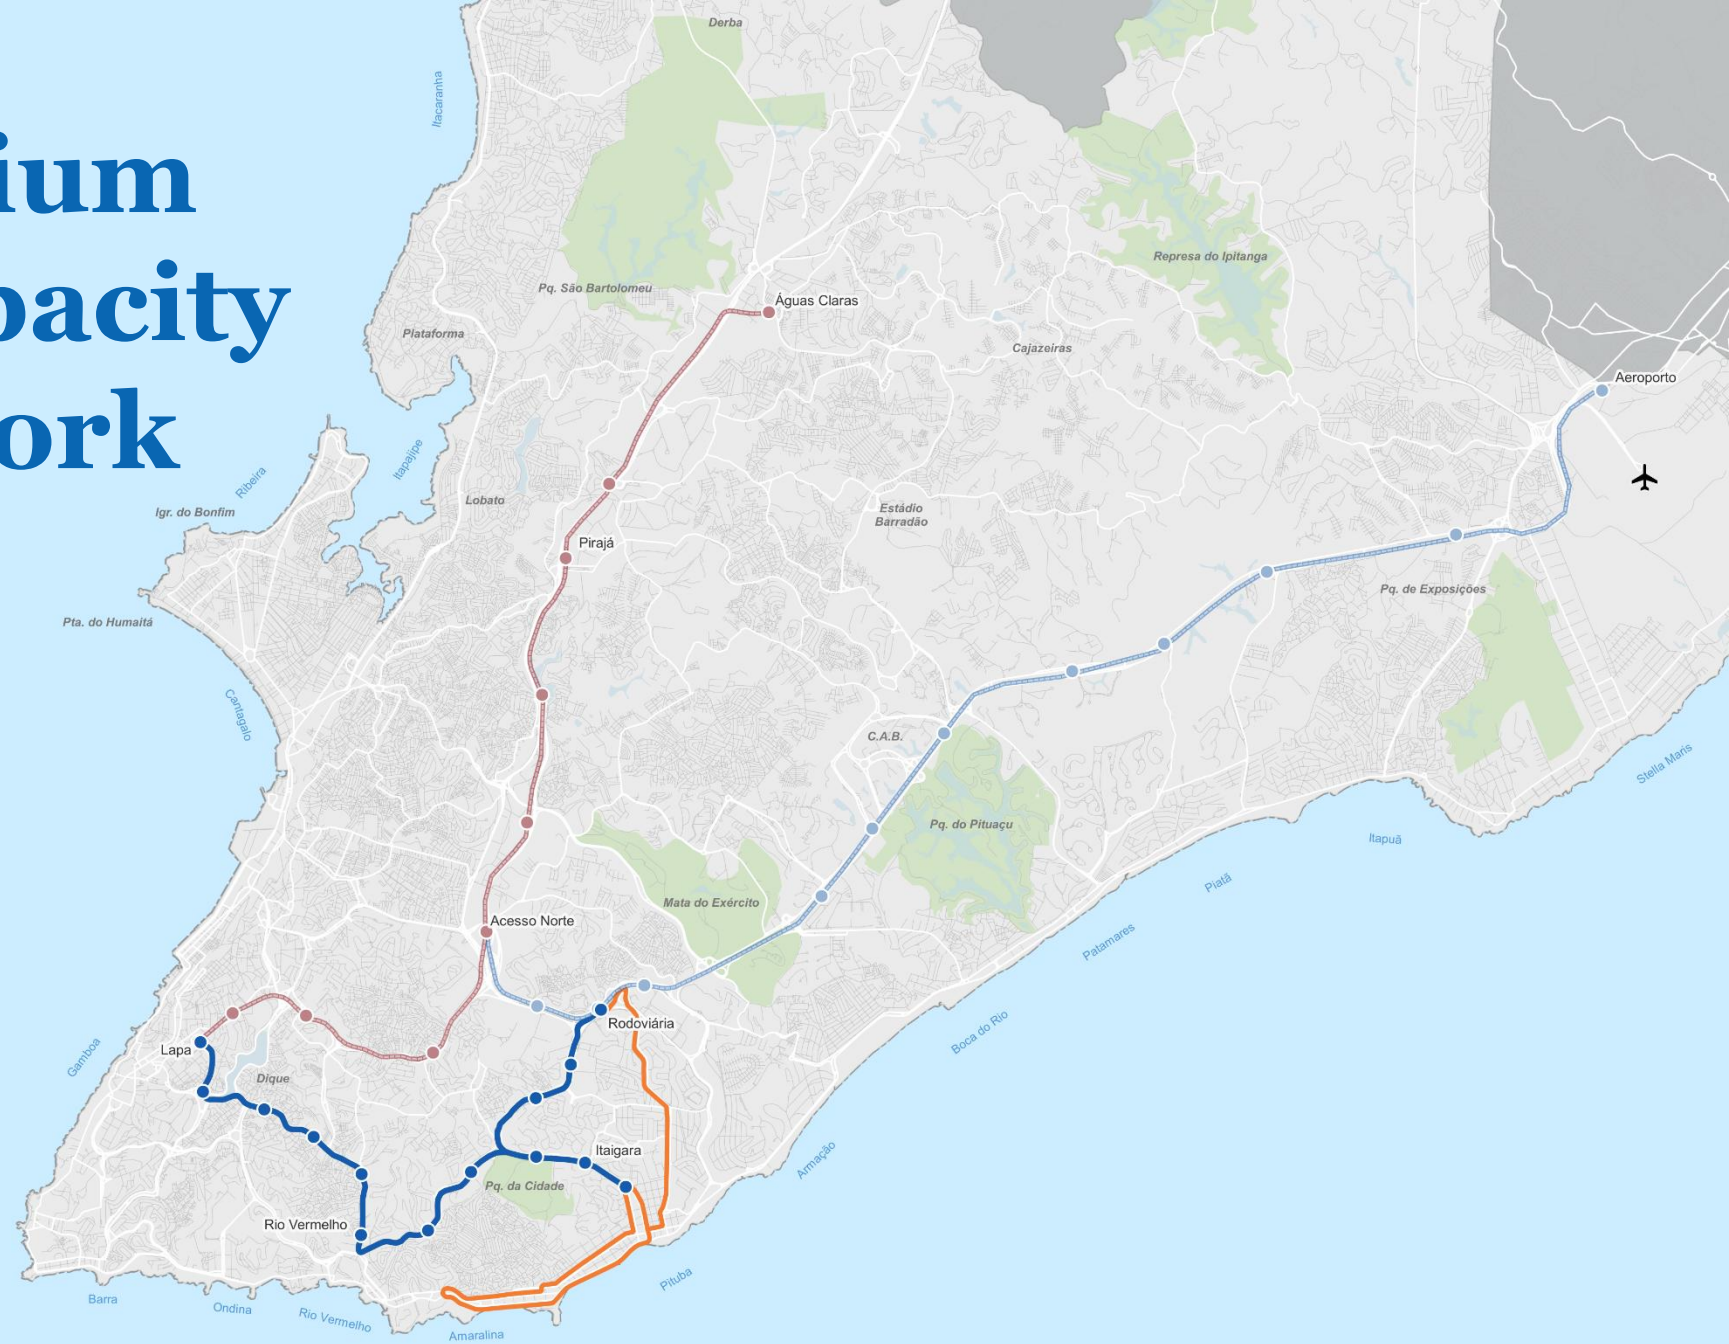 ium
pacity
ork
Derba
Itacaranha
Represa do Ipitanga
Pq. São Bartolomeu
Águas Claras
Piataforma
Cajazeiras
Aeroporto
Itapajipe
Ribeira
Lobato
Igr. do Bonfim
Estádio
Barradão
Pirajá
Pq. de Exposições
Pta. do Humaitá
Cantagalo
C.A.B.
Stella Maris
Pq. do Pituaçu
Itapuã
Piatã
Mata do Exército
Acesso Norte
Patamares
Rodoviária
Boca do Rio
Lapa
Gamboa
Dique
Itaigara
Armação
Pq. da Cidade
Rio Vermelho
Pituba
Barra
Ondina
Rio Vermelho
Amaralina